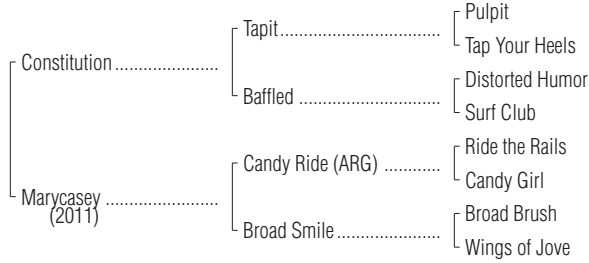 Pulpit
Tapit
Tap Your Heels
Constitution
Distorted Humor
Baffled
Surf Club
Ride the Rails
Candy Ride (ARG)
Candy Girl
Marycasey
(2011)
Broad Brush
Broad Smile
Wings of Jove